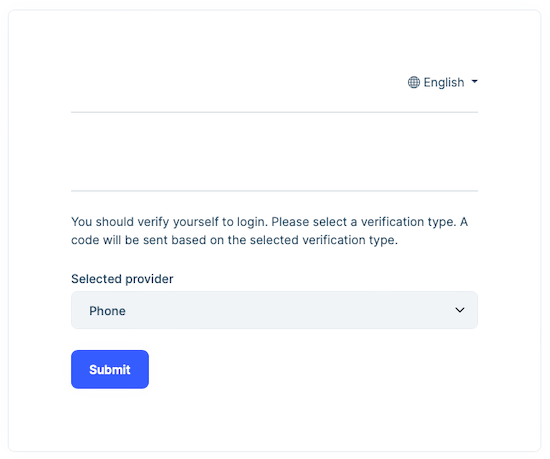 English
You should verify yourself to login. Please select a verification type. A
code will be sent based on the selected verification type.
Selected provider
Phone
Submit